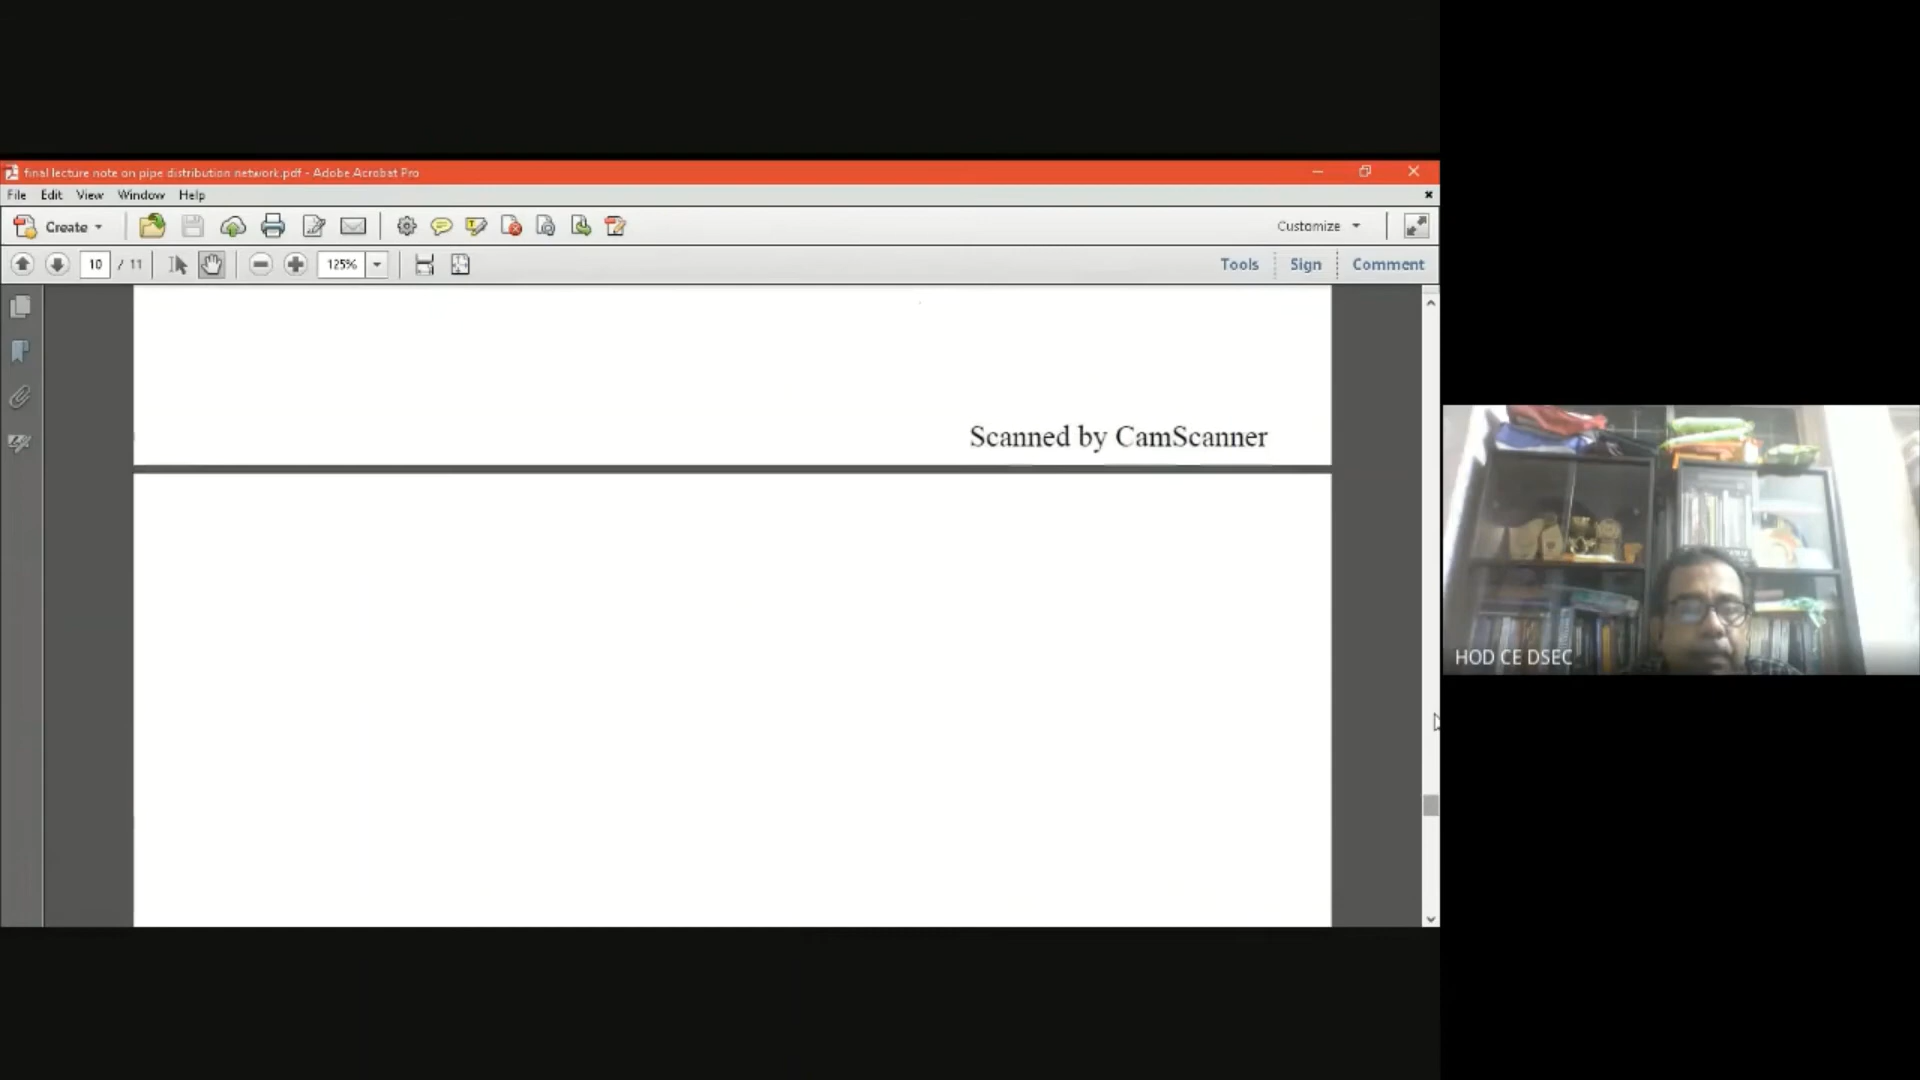 final lecture note on pipe distribution network.pdf - Adobe Acrobat Pro
File Edit View Window Help
Create
Customize
10 / 11
125%
Tools Sign Comment
Scanned by CamScanner
HOD CE DSEC